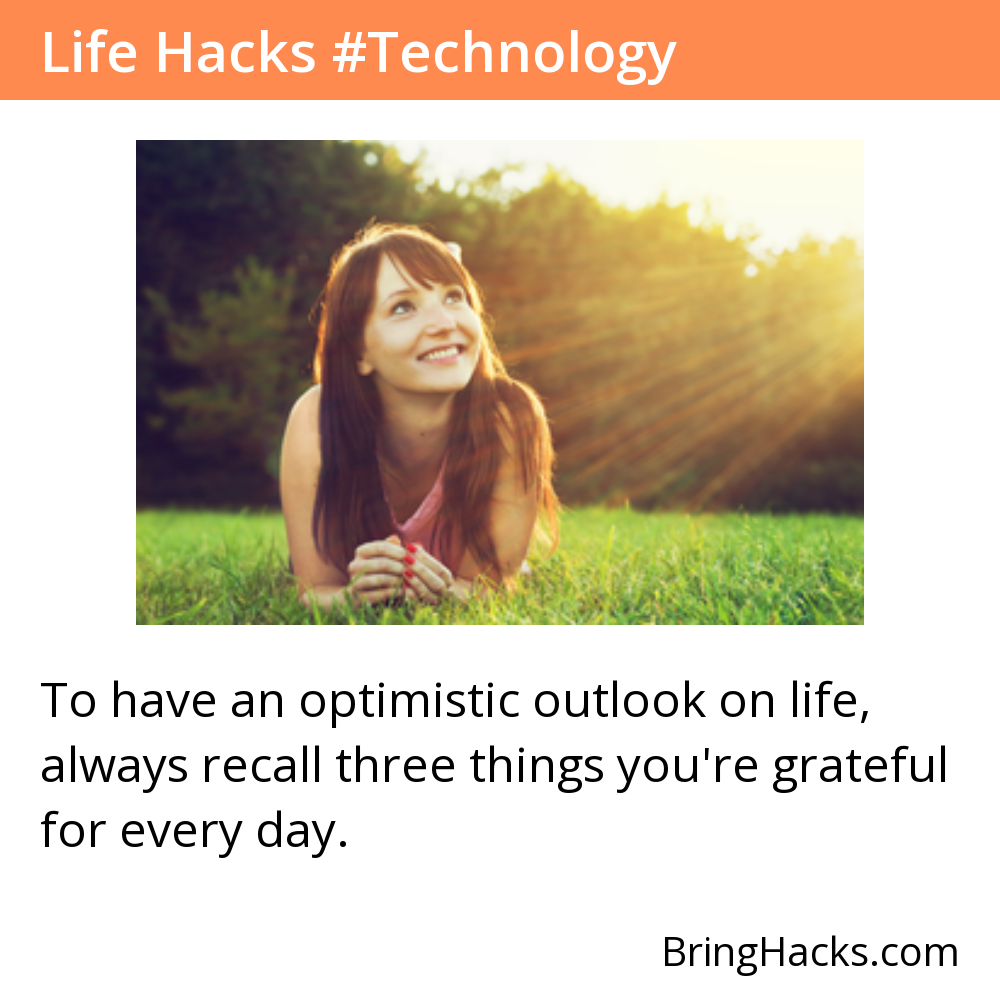 Life Hacks #Technology
To have an optimistic outlook on life,
always recall three things you're grateful
for every day.
BringHacks.com